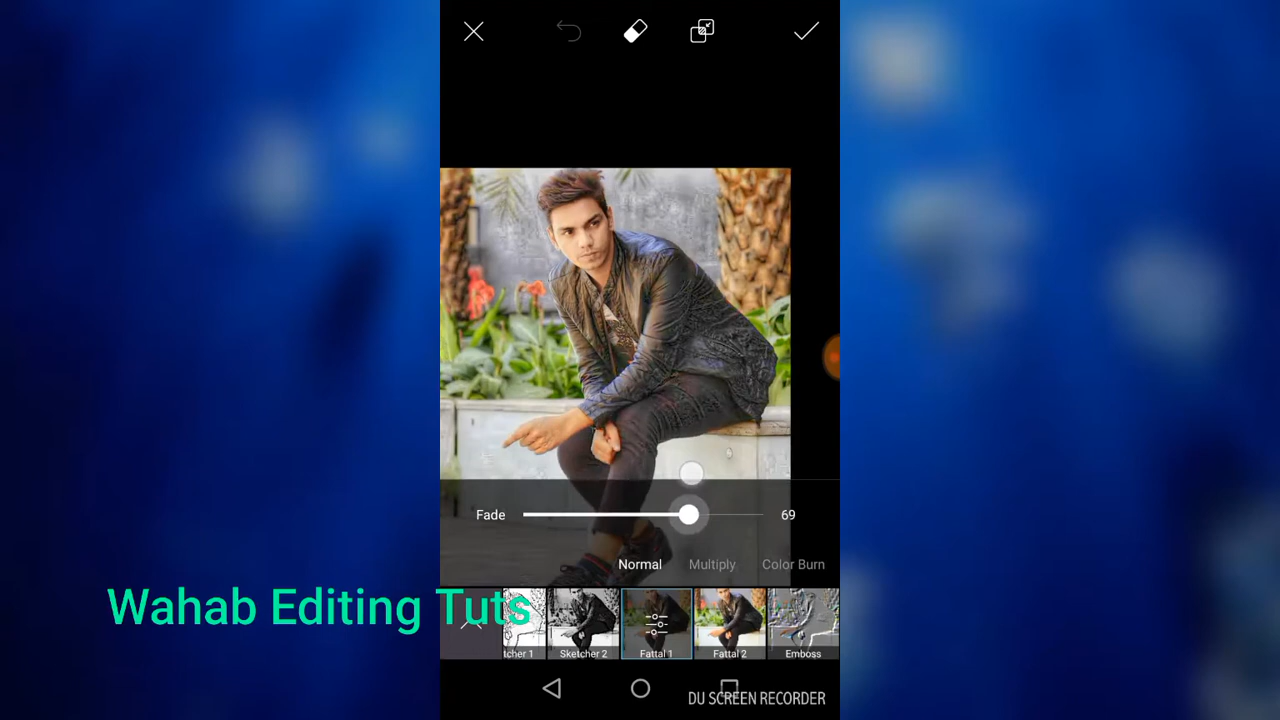 Fade 69
Normal Multiply Color Burn
Wahab Editing Tuts
tcher 1 Sketcher 2 Fattal 1 Fattal 2 Emboss
DU SCREEN RECORDER